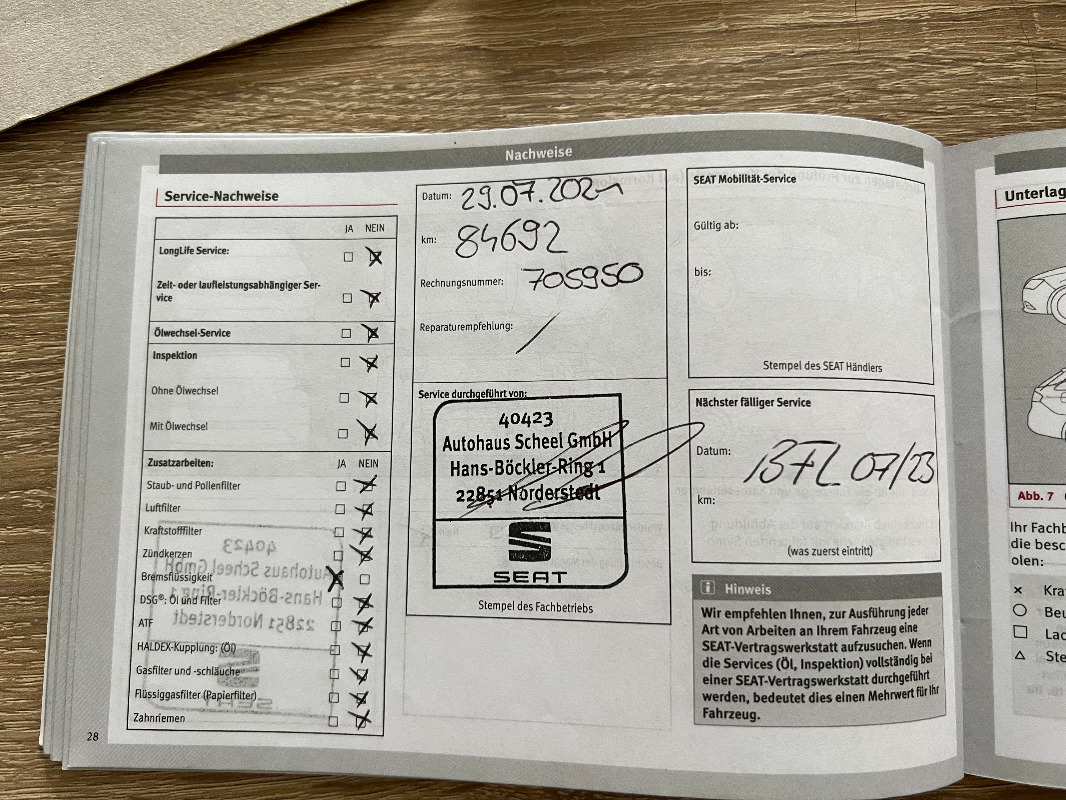 Nachweise
Service-Nachweise
JA NEIN
LongLife Service:
Zeit- oder laufleistungsabhängiger Ser-
vice
Ölwechsel-Service
Inspektion
Ohne Ölwechsel
Mit Ölwechsel
Zusatzarbeiten: JA NEIN
Staub- und Pollenfilter
Luftfilter
Kraftstofffilter
Zündkerzen
Bremsflüssigkeit
DSG®: Öl und Filter
ATF
HALDEX-Kupplung: (Öl)
Gasfilter und -schläuche
Flüssiggasfilter (Papierfilter)
Zahnriemen
28
Datum: 29.07.2021
km: 84692
Rechnungsnummer: 705950
Reparaturempfehlung: /
Service durchgeführt von:
40423
Autohaus Scheel GmbH
Hans-Böckler-Ring 1
22851 Norderstedt
SEAT
Stempel des Fachbetriebs
SEAT Mobilität-Service
Gültig ab:
bis:
Stempel des SEAT Händlers
Nächster fälliger Service
Datum: BFL 07/23
km:
(was zuerst eintritt)
Hinweis
Wir empfehlen Ihnen, zur Ausführung jeder
Art von Arbeiten an Ihrem Fahrzeug eine
SEAT-Vertragswerkstatt aufzusuchen. Wenn
die Services (Öl, Inspektion) vollständig bei
einer SEAT-Vertragswerkstatt durchgeführt
werden, bedeutet dies einen Mehrwert für Ihr
Fahrzeug.
Unterlag
Abb. 7
Ihr Fachb
die besc
olen:
Kra
Beu
Lac
Ste